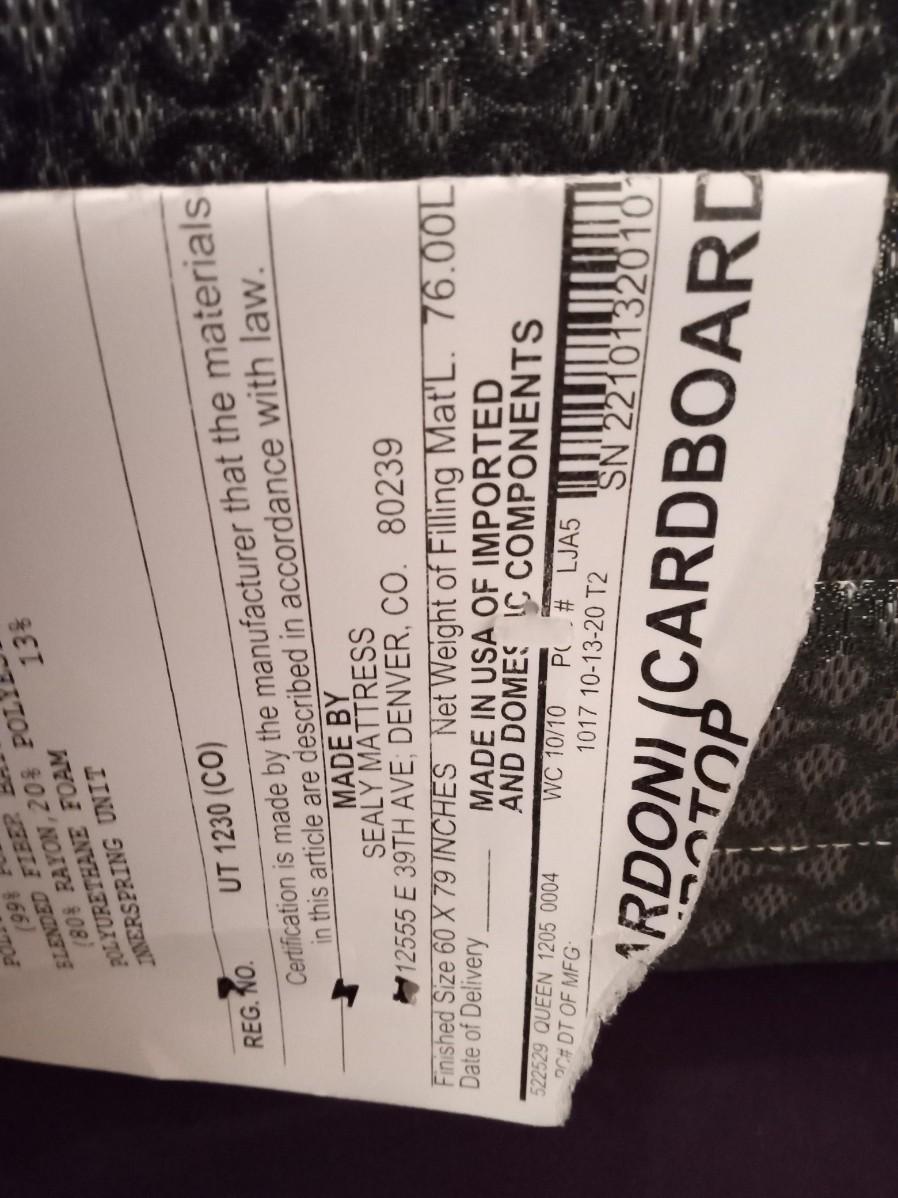 (99%
BLENDED FIBER, 20% POLYES
(80% RAYON FOAM 13%
POLYURETHANE FOAM
INNERSPRING UNIT
REG. NO. UT 1230 (CO)
Certification is made by the manufacturer that the materials
in this article are described in accordance with law.
MADE BY
SEALY MATTRESS
12555 E 39TH AVE; DENVER, CO. 80239
Finished Size 60 X 79 INCHES Net Weight of Filling Mat'L. 76.00L
Date of Delivery
MADE IN USA OF IMPORTED
AND DOMES IC COMPONENTS
522529 QUEEN 1205 0004 WC 10/10 P( # LJA5
DT OF MFG: 1017 10-13-20 T2 SN 2210132010
ARDONI (CARDBOARD